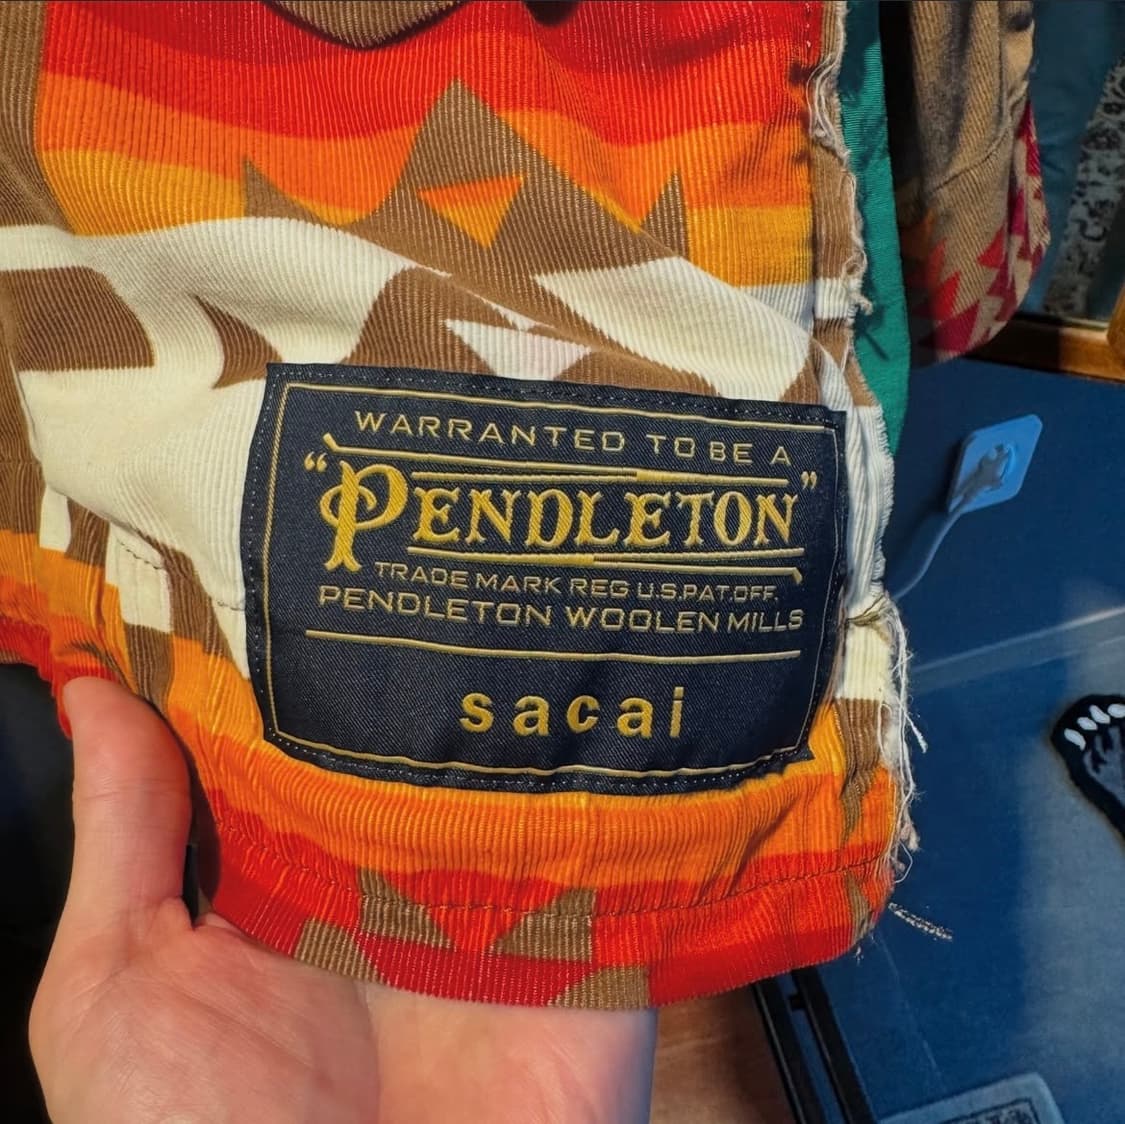 WARRANTED TO BE A
“PENDLETON”
TRADE MARK REG U.S.PAT.OFF.
PENDLETON WOOLEN MILLS
sacai